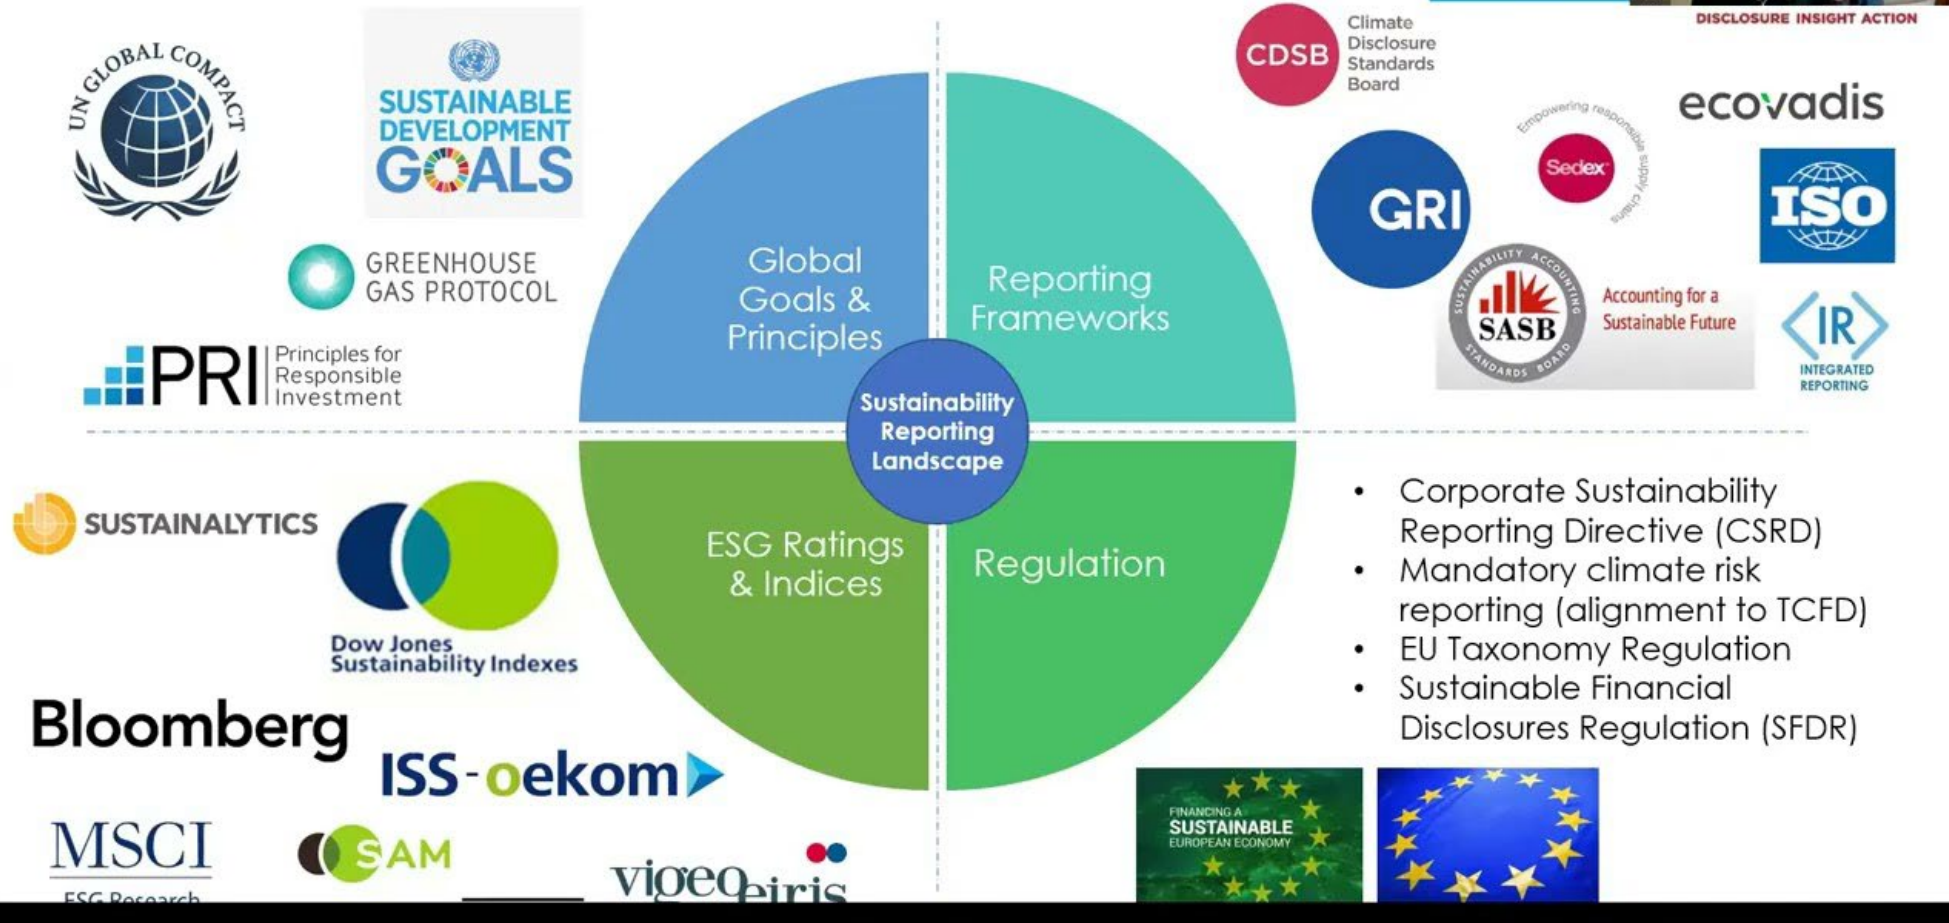 UN GLOBAL COMPACT
SUSTAINABLE
DEVELOPMENT
GOALS
GREENHOUSE
GAS PROTOCOL
PRI
Principles for
Responsible
Investment
Global
Goals &
Principles
Reporting
Frameworks
Sustainability
Reporting
Landscape
ESG Ratings
& Indices
Regulation
DISCLOSURE INSIGHT ACTION
CDSB
Climate
Disclosure
Standards
Board
ecovadis
Empowering responsible supply chains
Sedex
GRI
ISO
SUSTAINABILITY ACCOUNTING
SASB
STANDARDS BOARD
Accounting for a
Sustainable Future
IR
INTEGRATED
REPORTING
SUSTAINALYTICS
Dow Jones
Sustainability Indexes
Bloomberg
ISS-oekom
MSCI
ESG Research
SAM
vigeo eiris
• Corporate Sustainability
Reporting Directive (CSRD)
• Mandatory climate risk
reporting (alignment to TCFD)
• EU Taxonomy Regulation
• Sustainable Financial
Disclosures Regulation (SFDR)
FINANCING A
SUSTAINABLE
EUROPEAN ECONOMY